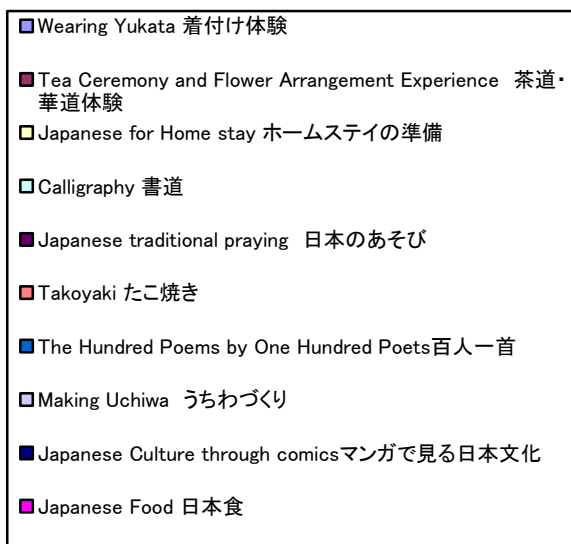 Wearing Yukata 着付け体験
Tea Ceremony and Flower Arrangement Experience　茶道・
華道体験
Japanese for Home stay ホームステイの準備
Calligraphy 書道
Japanese traditional praying　日本のあそび
Takoyaki たこ焼き
The Hundred Poems by One Hundred Poets百人一首
Making Uchiwa　うちわづくり
Japanese Culture through comicsマンガで見る日本文化
Japanese Food 日本食